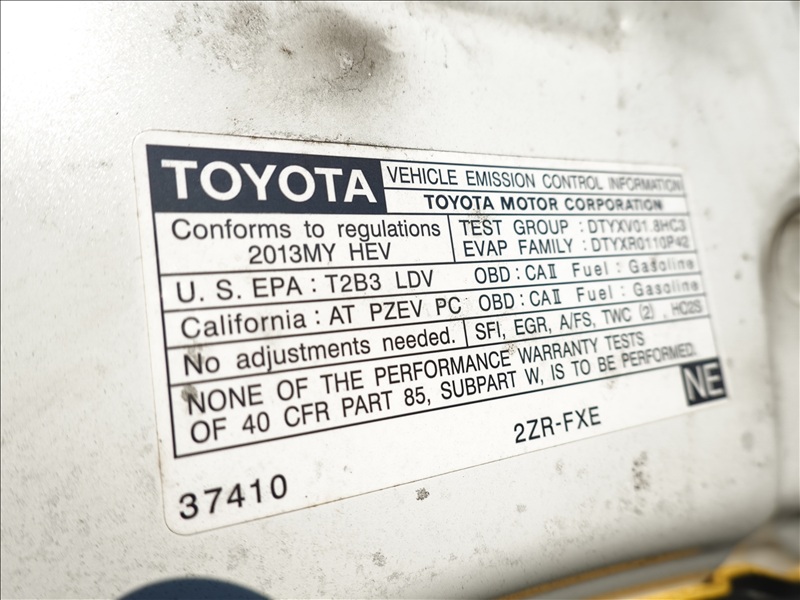 TOYOTA VEHICLE EMISSION CONTROL INFORMATION
TOYOTA MOTOR CORPORATION
Conforms to regulations
2013MY HEV
TEST GROUP : DTYXV01.8HC3
EVAP FAMILY : DTYXR0110P42
U. S. EPA : T2B3 LDV OBD : CAII Fuel : Gasoline
California : AT PZEV PC OBD : CAII Fuel : Gasoline
No adjustments needed. SFI, EGR, A/FS, TWC (2) , HO2S
NONE OF THE PERFORMANCE WARRANTY TESTS
OF 40 CFR PART 85, SUBPART W, IS TO BE PERFORMED.
NE
2ZR-FXE
37410